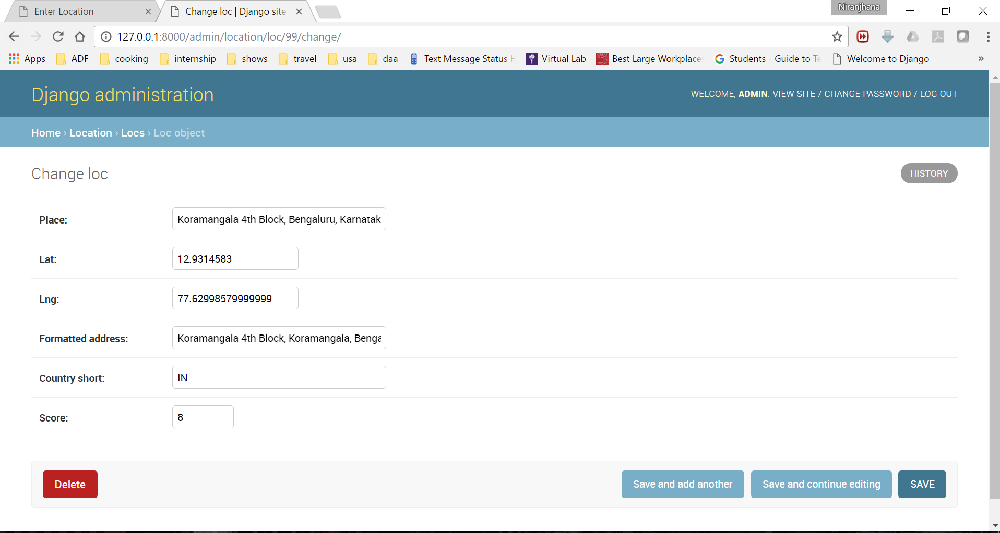 Niranjhana
Enter Location
Change loc | Django site
127.0.0.1:8000/admin/location/loc/99/change/
Apps ADF cooking internship shows travel usa daa Text Message Status Virtual Lab Best Large Workplace Students - Guide to Welcome to Django »
Django administration
WELCOME, ADMIN. VIEW SITE / CHANGE PASSWORD / LOG OUT
Home › Location › Locs › Loc object
Change loc
HISTORY
Place: Koramangala 4th Block, Bengaluru, Karnatak
Lat: 12.9314583
Lng: 77.62998579999999
Formatted address: Koramangala 4th Block, Koramangala, Benga
Country short: IN
Score: 8
Delete
Save and add another
Save and continue editing
SAVE